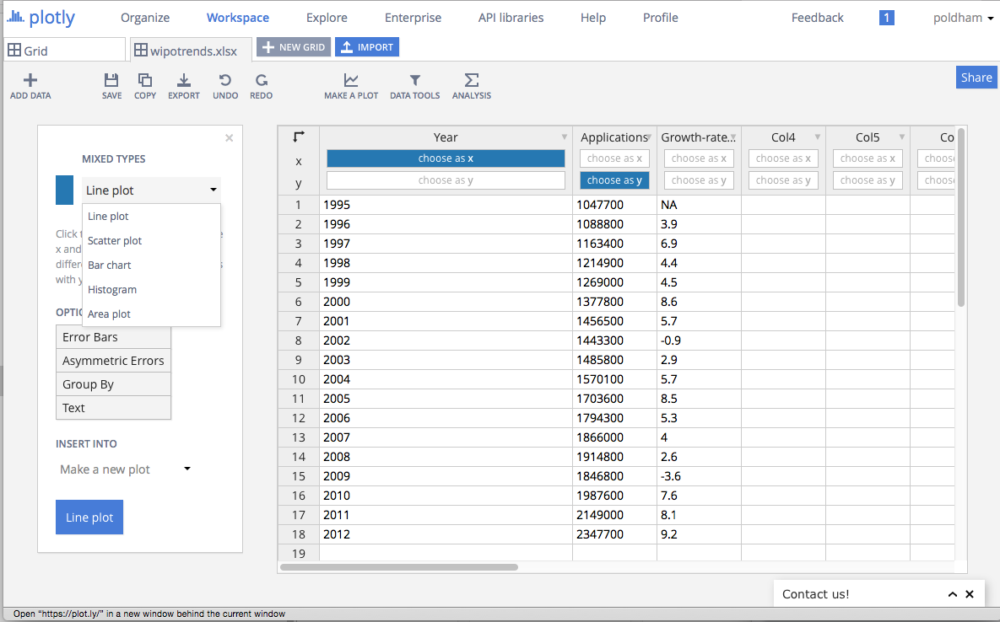 plotly Organize Workspace Explore Enterprise API libraries Help Profile Feedback 1 poldham
Grid wipotrends.xlsx NEW GRID IMPORT
ADD DATA SAVE COPY EXPORT UNDO REDO MAKE A PLOT DATA TOOLS ANALYSIS Share
MIXED TYPES
Line plot
Line plot
Scatter plot
Bar chart
Histogram
Area plot
Click
x and
differe
with y
OPTIO
Error Bars
Asymmetric Errors
Group By
Text
INSERT INTO
Make a new plot
Line plot
Year Applications Growth-rate... Col4 Col5 Co
x choose as x choose as x choose as x choose as x choose as x choos
y choose as y choose as y choose as y choose as y choose as y choos
1 1995 1047700 NA
2 1996 1088800 3.9
3 1997 1163400 6.9
4 1998 1214900 4.4
5 1999 1269000 4.5
6 2000 1377800 8.6
7 2001 1456500 5.7
8 2002 1443300 -0.9
9 2003 1485800 2.9
10 2004 1570100 5.7
11 2005 1703600 8.5
12 2006 1794300 5.3
13 2007 1866000 4
14 2008 1914800 2.6
15 2009 1846800 -3.6
16 2010 1987600 7.6
17 2011 2149000 8.1
18 2012 2347700 9.2
19
Contact us!
Open “https://plot.ly/” in a new window behind the current window